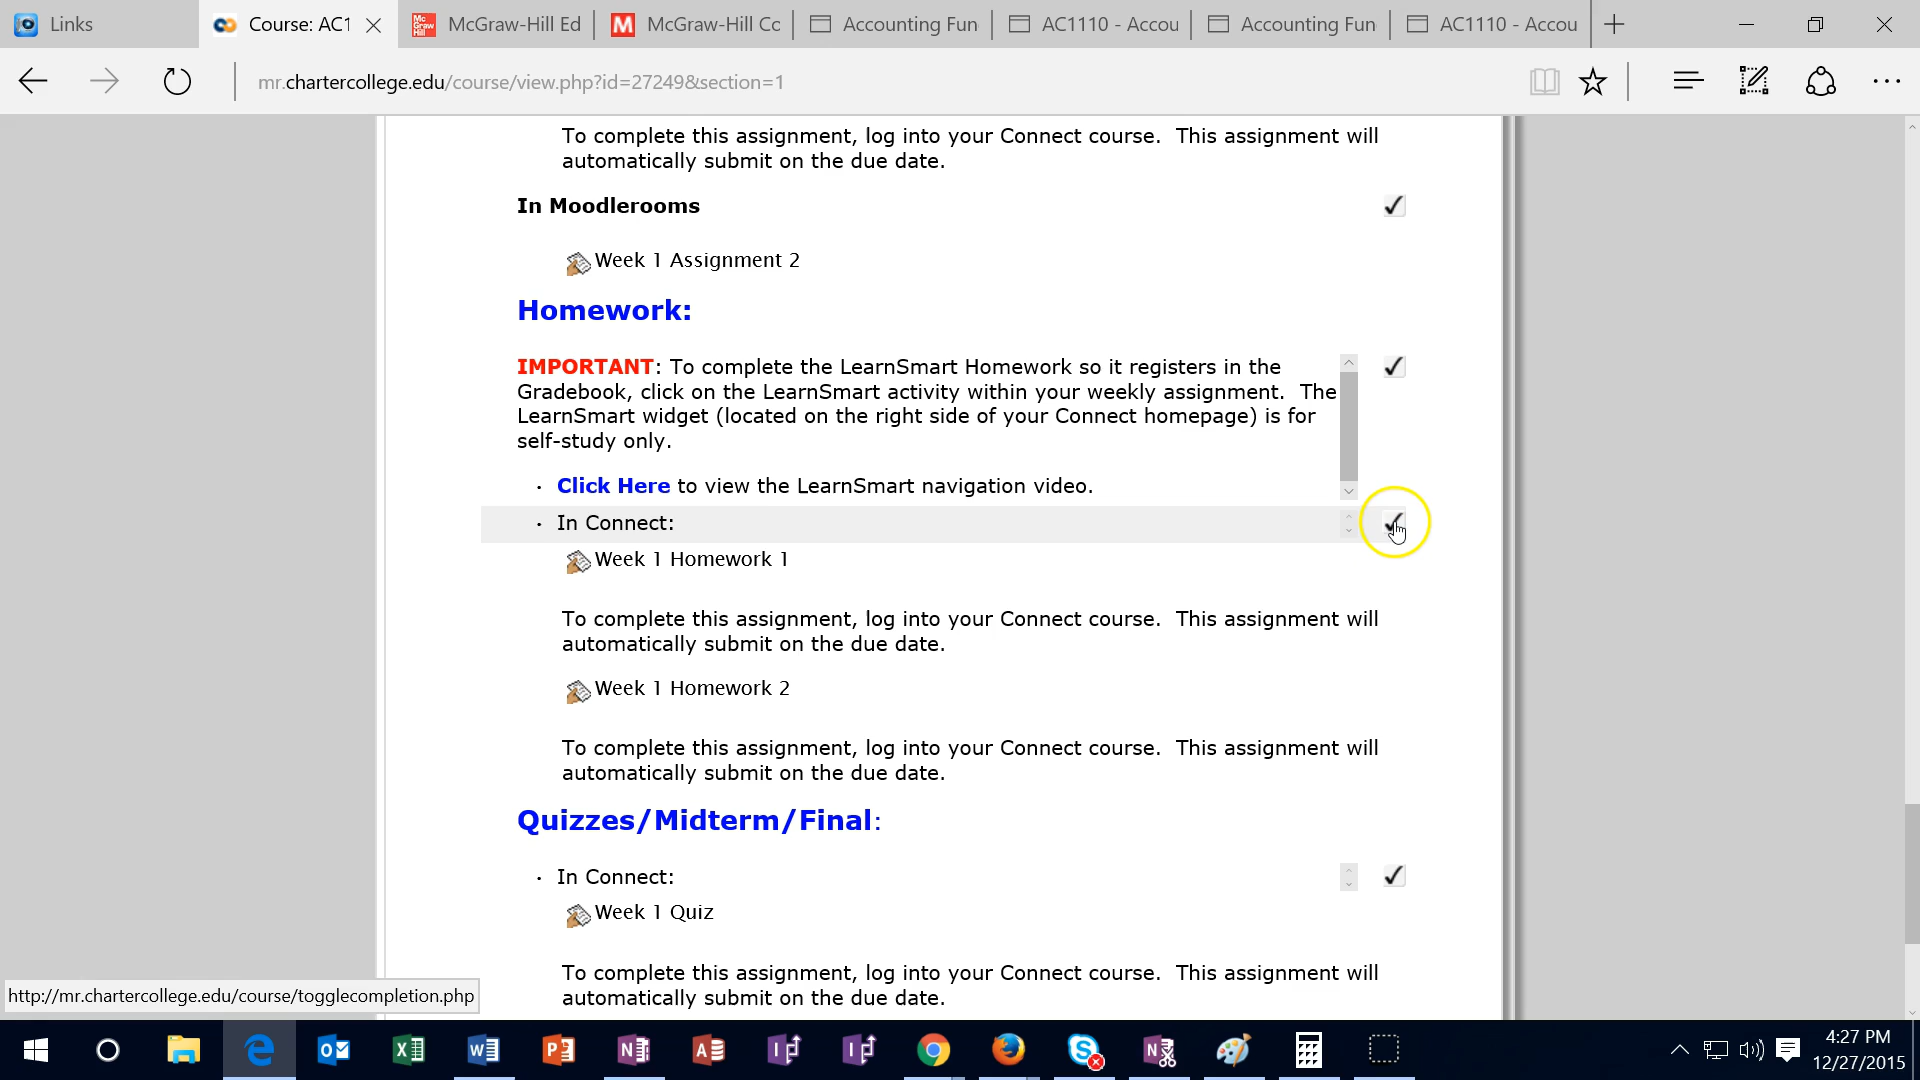 Links
Course: AC1
McGraw-Hill Ed
McGraw-Hill Cc
Accounting Fun
AC1110 - Accou
Accounting Fun
AC1110 - Accou
mr.chartercollege.edu/course/view.php?id=27249&section=1
To complete this assignment, log into your Connect course. This assignment will
automatically submit on the due date.
In Moodlerooms
Week 1 Assignment 2
Homework:
IMPORTANT: To complete the LearnSmart Homework so it registers in the
Gradebook, click on the LearnSmart activity within your weekly assignment. The
LearnSmart widget (located on the right side of your Connect homepage) is for
self-study only.
• Click Here to view the LearnSmart navigation video.
• In Connect:
Week 1 Homework 1
To complete this assignment, log into your Connect course. This assignment will
automatically submit on the due date.
Week 1 Homework 2
To complete this assignment, log into your Connect course. This assignment will
automatically submit on the due date.
Quizzes/Midterm/Final:
• In Connect:
Week 1 Quiz
To complete this assignment, log into your Connect course. This assignment will
automatically submit on the due date.
http://mr.chartercollege.edu/course/togglecompletion.php
4:27 PM
12/27/2015